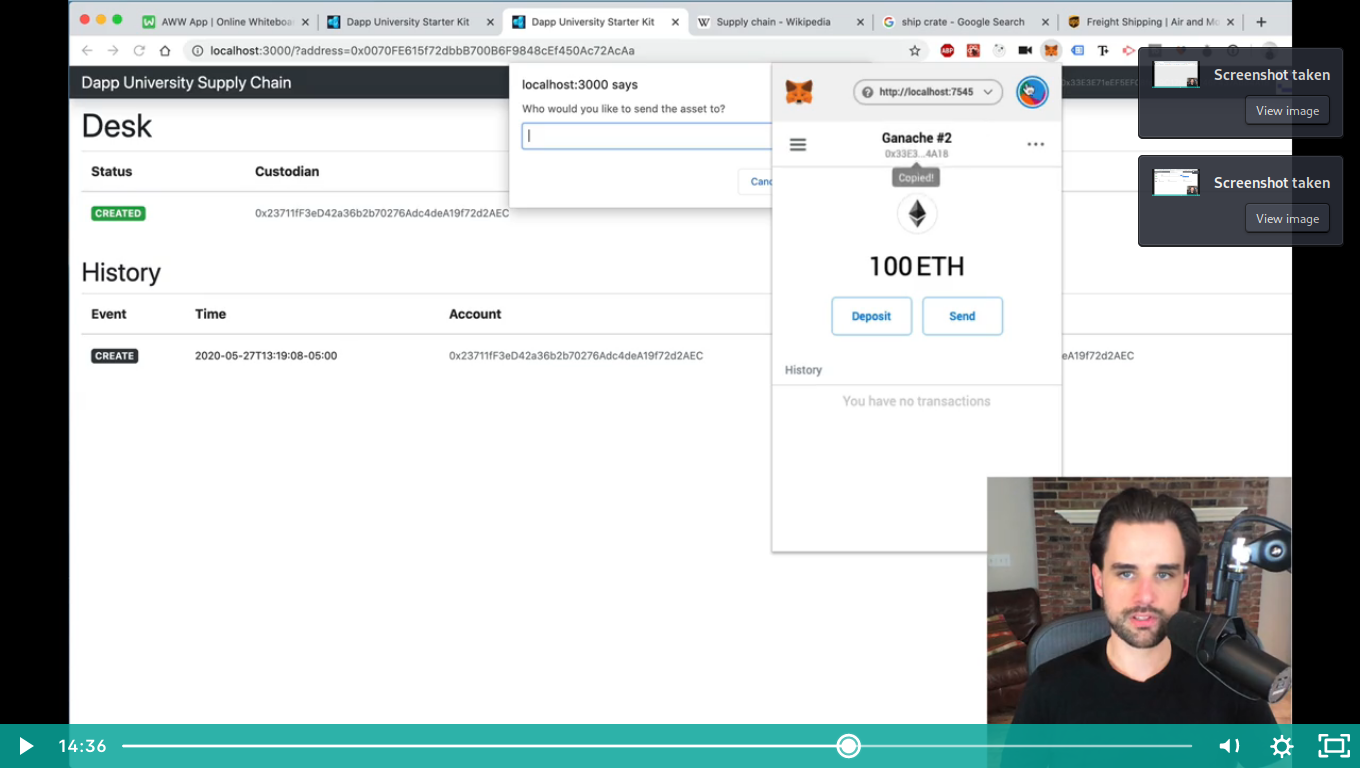 AWW App | Online Whiteboa
Dapp University Starter Kit
Dapp University Starter Kit
Supply chain - Wikipedia
ship crate - Google Search
Freight Shipping | Air and Mo
localhost:3000/?address=0x0070FE615f72dbbB700B6F9848cEf450Ac72AcAa
Dapp University Supply Chain
Desk
Status Custodian
CREATED 0x23711fF3eD42a36b2b70276Adc4deA19f72d2AEC
History
Event Time Account
CREATE 2020-05-27T13:19:08-05:00 0x23711fF3eD42a36b2b70276Adc4deA19f72d2AEC eA19f72d2AEC
localhost:3000 says
Who would you like to send the asset to?
Canc
http://localhost:7545
Ganache #2
0x33E3...4A18
Copied!
100 ETH
Deposit Send
History
You have no transactions
Screenshot taken
View image
Screenshot taken
View image
14:36